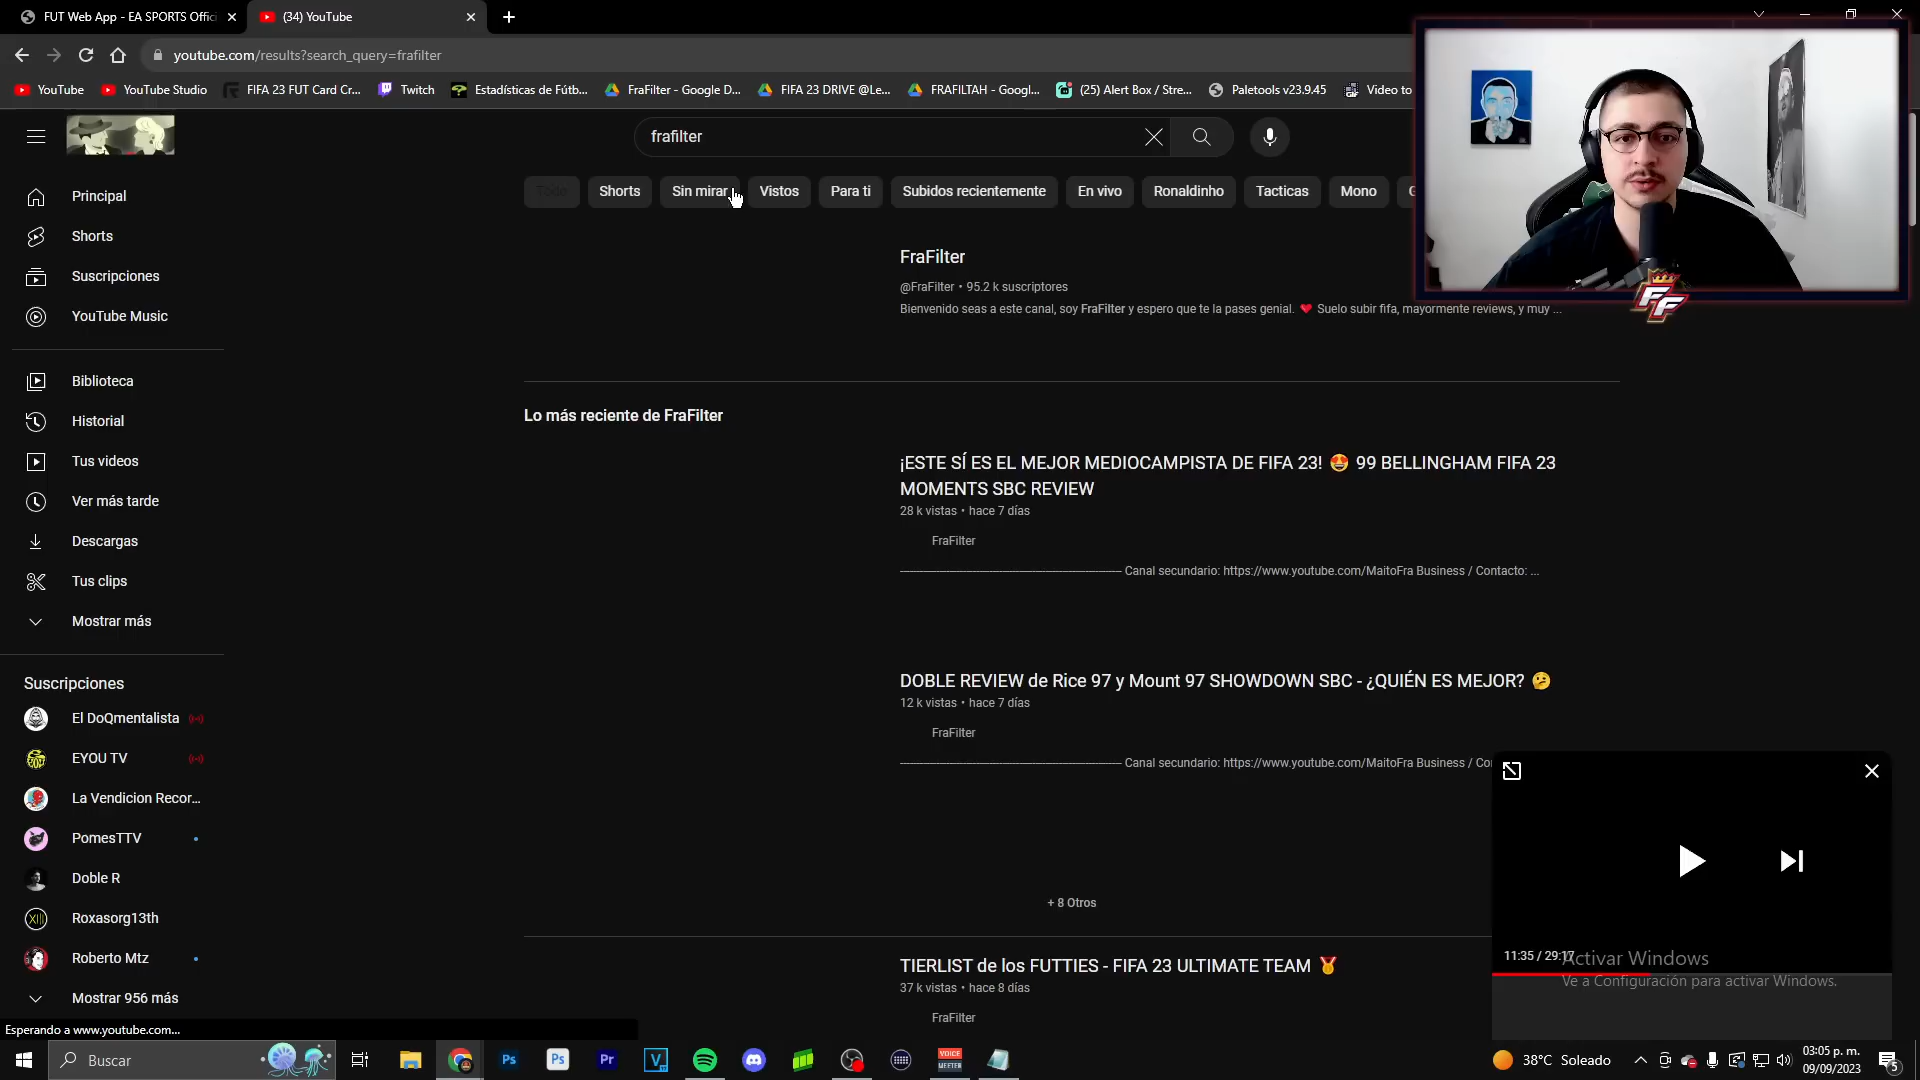 FUT Web App - EA SPORTS Offici
(34) YouTube
youtube.com/results?search_query=frafilter
YouTube
YouTube Studio
FIFA 23 FUT Card Cr...
Twitch
Estadísticas de Fútb...
FraFilter - Google D...
FIFA 23 DRIVE @Le...
FRAFILTAH - Googl...
(25) Alert Box / Stre...
Paletools v23.9.45
Video to
frafilter
Todo
Shorts
Sin mirar
Vistos
Para ti
Subidos recientemente
En vivo
Ronaldinho
Tacticas
Mono
G
Principal
Shorts
Suscripciones
YouTube Music
Biblioteca
Historial
Tus videos
Ver más tarde
Descargas
Tus clips
Mostrar más
Suscripciones
El DoQmentalista
EYOU TV
La Vendicion Recor...
PomesTTV
Doble R
Roxasorg13th
Roberto Mtz
Mostrar 956 más
FraFilter
@FraFilter • 95.2 k suscriptores
Bienvenido seas a este canal, soy FraFilter y espero que te la pases genial. ❤️ Suelo subir fifa, mayormente reviews, y muy ...
FF
Lo más reciente de FraFilter
¡ESTE SÍ ES EL MEJOR MEDIOCAMPISTA DE FIFA 23! 🤩 99 BELLINGHAM FIFA 23
MOMENTS SBC REVIEW
28 k vistas • hace 7 días
FraFilter
Canal secundario: https://www.youtube.com/MaitoFra Business / Contacto: ...
DOBLE REVIEW de Rice 97 y Mount 97 SHOWDOWN SBC - ¿QUIÉN ES MEJOR? 🤔
12 k vistas • hace 7 días
FraFilter
Canal secundario: https://www.youtube.com/MaitoFra Business / Co
+ 8 Otros
TIERLIST de los FUTTIES - FIFA 23 ULTIMATE TEAM 🏅
37 k vistas • hace 8 días
FraFilter
11:35 / 29:17
Activar Windows
Ve a Configuración para activar Windows.
Esperando a www.youtube.com...
Buscar
Ps
Ps
Pr
V
VOICE
MEETER
38°C Soleado
03:05 p. m.
09/09/2023
5